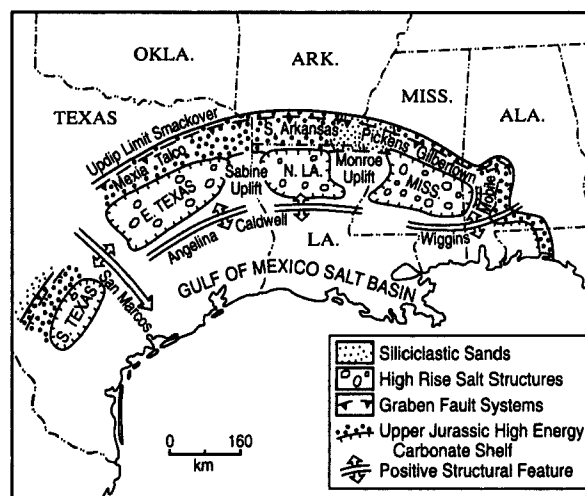 OKLA.
ARK.
MISS.
ALA.
TEXAS
Updip Limit Smackover
Mexia Talco
S. Arkansas
Pickens
Gilbertown
E. TEXAS
Sabine
Uplift
N. LA.
Monroe
Uplift
MISS.
Mobile
Angelina
Caldwell
LA.
Wiggins
San Marcos
S. TEXAS
GULF OF MEXICO SALT BASIN
Siliciclastic Sands
High Rise Salt Structures
Graben Fault Systems
Upper Jurassic High Energy
Carbonate Shelf
Positive Structural Feature
0 160
km